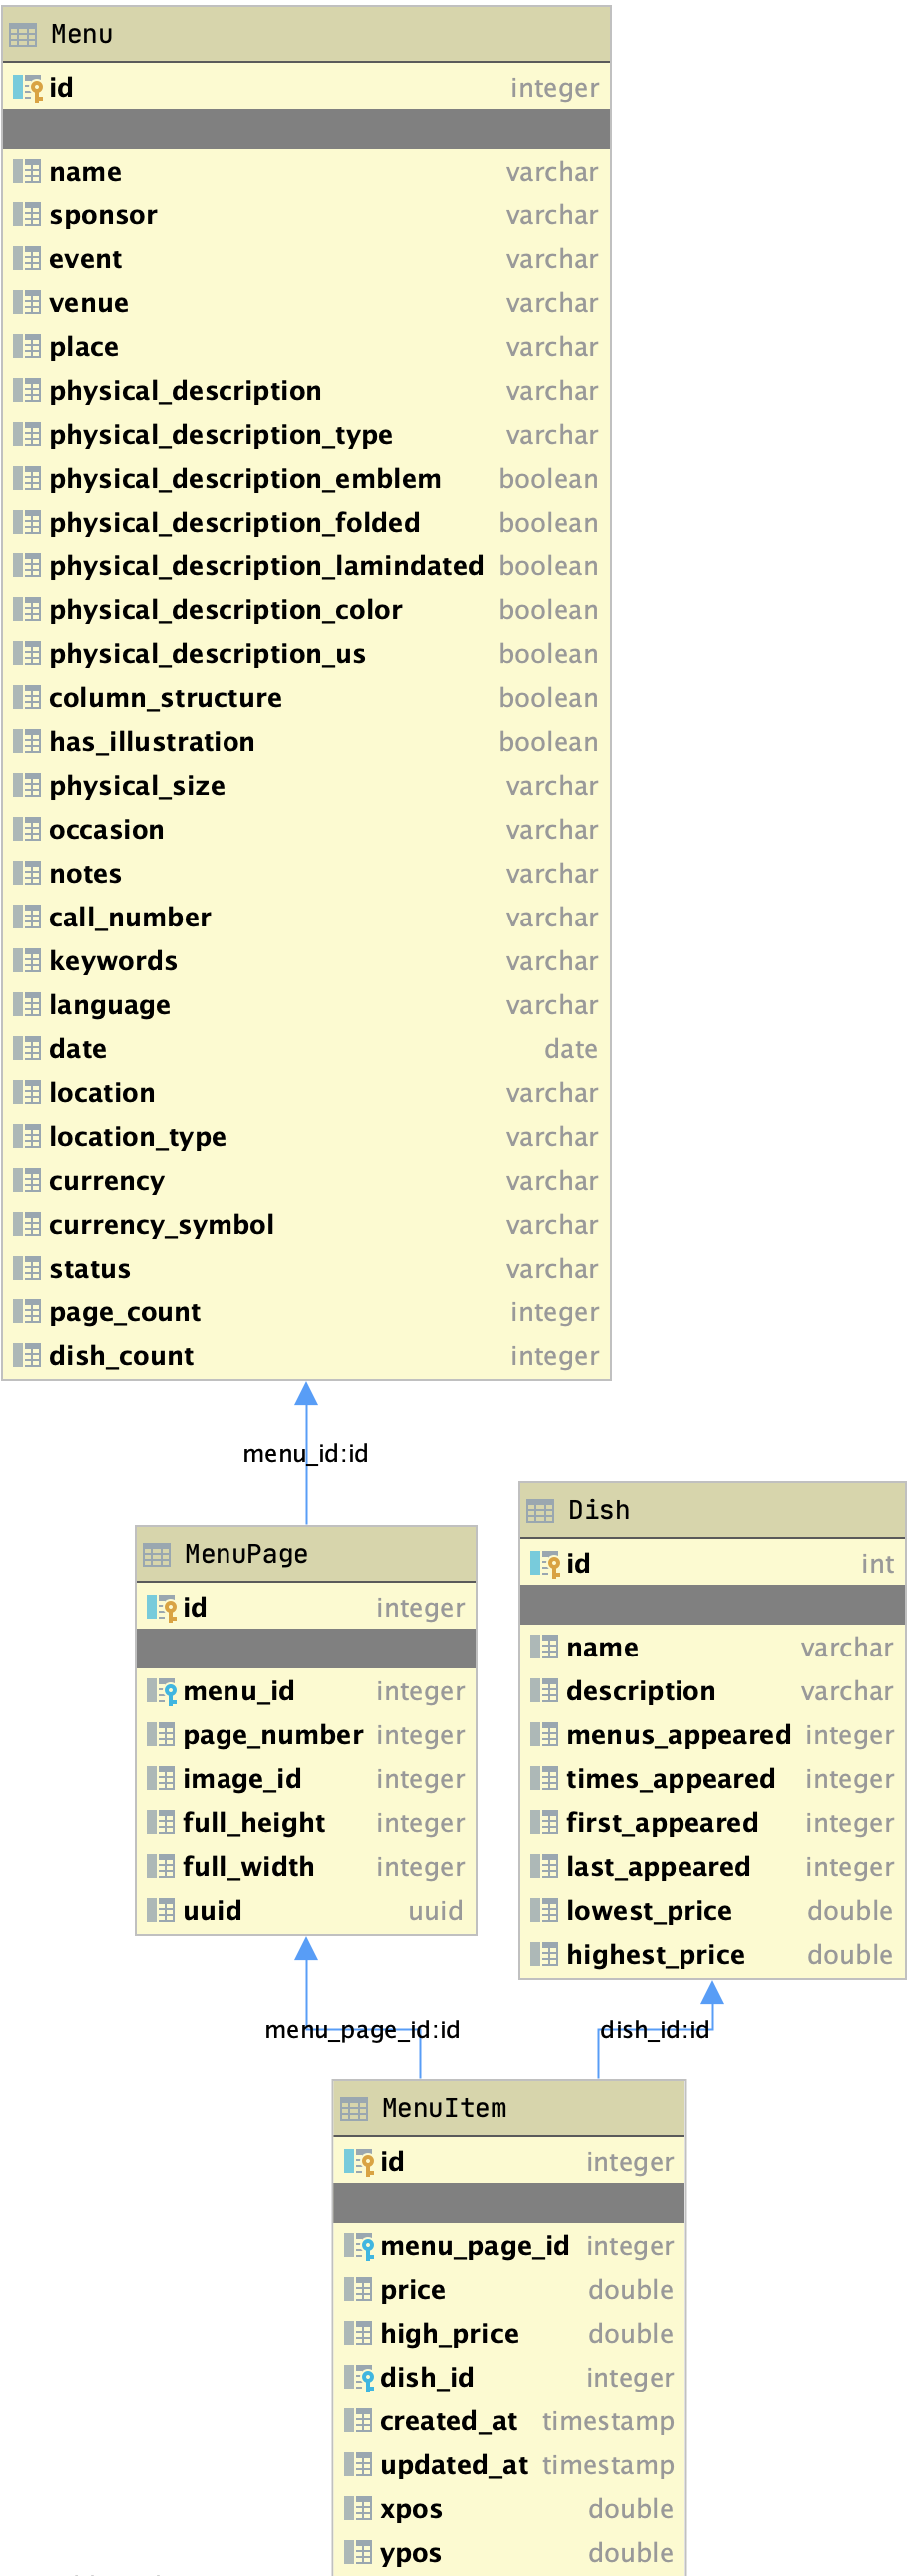 Menu
id integer
name varchar
sponsor varchar
event varchar
venue varchar
place varchar
physical_description varchar
physical_description_type varchar
physical_description_emblem boolean
physical_description_folded boolean
physical_description_lamindated boolean
physical_description_color boolean
physical_description_us boolean
column_structure boolean
has_illustration boolean
physical_size varchar
occasion varchar
notes varchar
call_number varchar
keywords varchar
language varchar
date date
location varchar
location_type varchar
currency varchar
currency_symbol varchar
status varchar
page_count integer
dish_count integer
menu_id:id
MenuPage
id integer
menu_id integer
page_number integer
image_id integer
full_height integer
full_width integer
uuid uuid
Dish
id int
name varchar
description varchar
menus_appeared integer
times_appeared integer
first_appeared integer
last_appeared integer
lowest_price double
highest_price double
menu_page_id:id
dish_id:id
MenuItem
id integer
menu_page_id integer
price double
high_price double
dish_id integer
created_at timestamp
updated_at timestamp
xpos double
ypos double